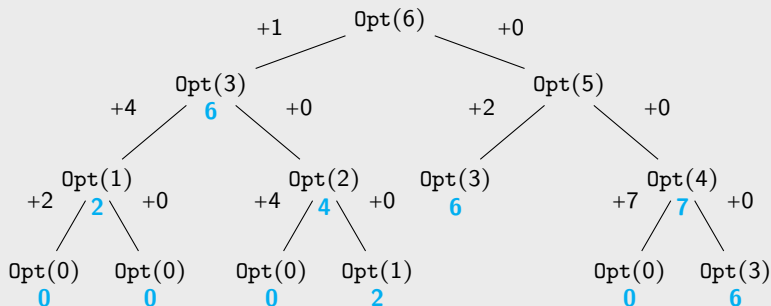 Opt(6)
+1 +0
Opt(3) Opt(5)
6
+4 +0 +2 +0
Opt(1) Opt(2) Opt(3) Opt(4)
2 4 6 7
+2 +0 +4 +0 +7 +0
Opt(0) Opt(0) Opt(0) Opt(1) Opt(0) Opt(3)
0 0 0 2 0 6